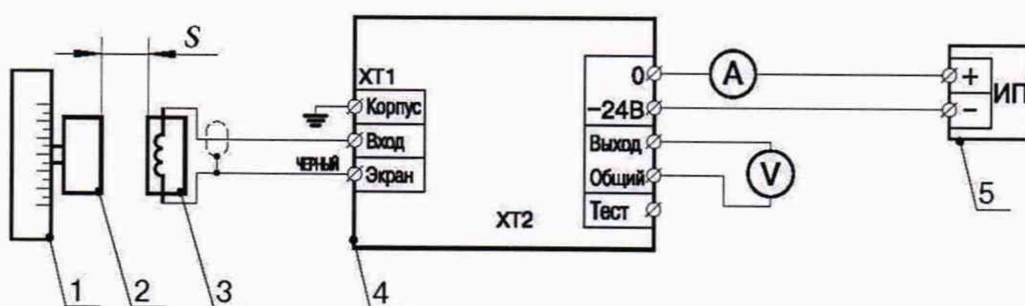 S
XT1
Корпус
Вход
ЧЕРНЫЙ
Экран
XT2
0
−24В
Выход
Общий
Тест
A
V
+
−
ИП
1
2
3
4
5